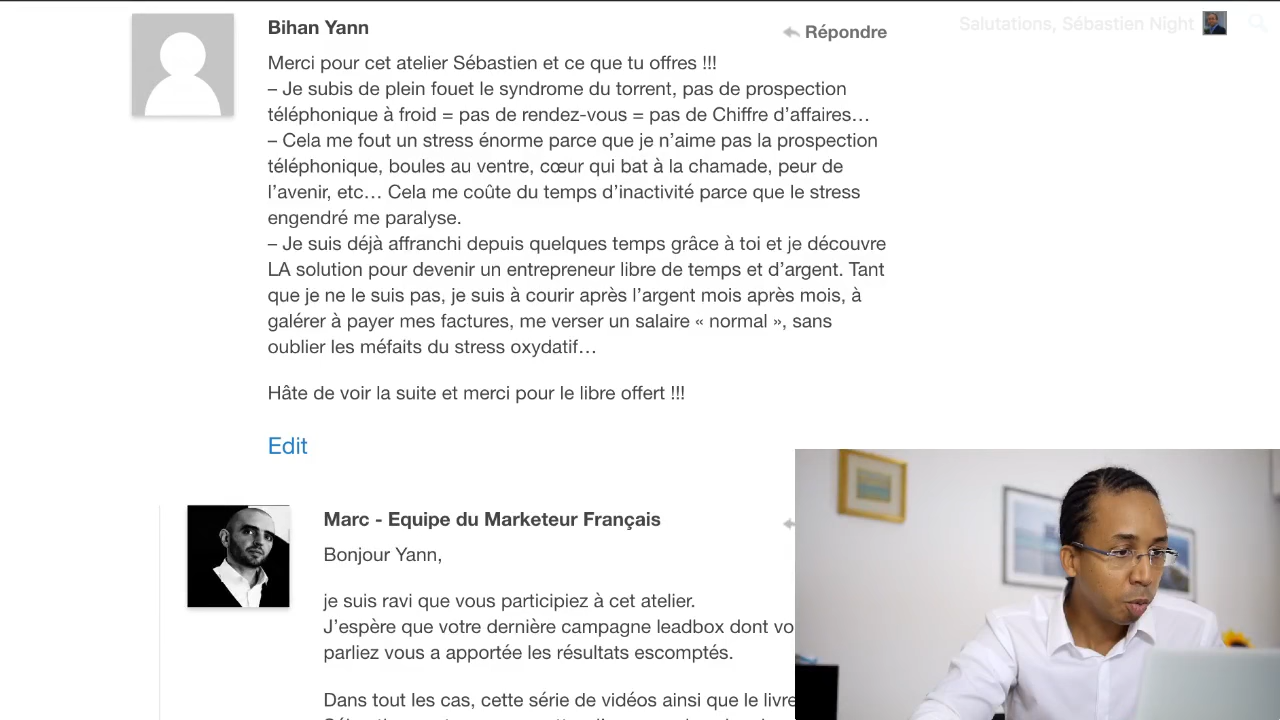 Bihan Yann
Répondre
Salutations, Sébastien Night
Merci pour cet atelier Sébastien et ce que tu offres !!!
– Je subis de plein fouet le syndrome du torrent, pas de prospection
téléphonique à froid = pas de rendez-vous = pas de Chiffre d’affaires…
– Cela me fout un stress énorme parce que je n’aime pas la prospection
téléphonique, boules au ventre, cœur qui bat à la chamade, peur de
l’avenir, etc… Cela me coûte du temps d’inactivité parce que le stress
engendré me paralyse.
– Je suis déjà affranchi depuis quelques temps grâce à toi et je découvre
LA solution pour devenir un entrepreneur libre de temps et d’argent. Tant
que je ne le suis pas, je suis à courir après l’argent mois après mois, à
galérer à payer mes factures, me verser un salaire « normal », sans
oublier les méfaits du stress oxydatif…
Hâte de voir la suite et merci pour le libre offert !!!
Edit
Marc - Equipe du Marketeur Français
Bonjour Yann,
je suis ravi que vous participiez à cet atelier.
J’espère que votre dernière campagne leadbox dont vo
parliez vous a apportée les résultats escomptés.
Dans tout les cas, cette série de vidéos ainsi que le livre